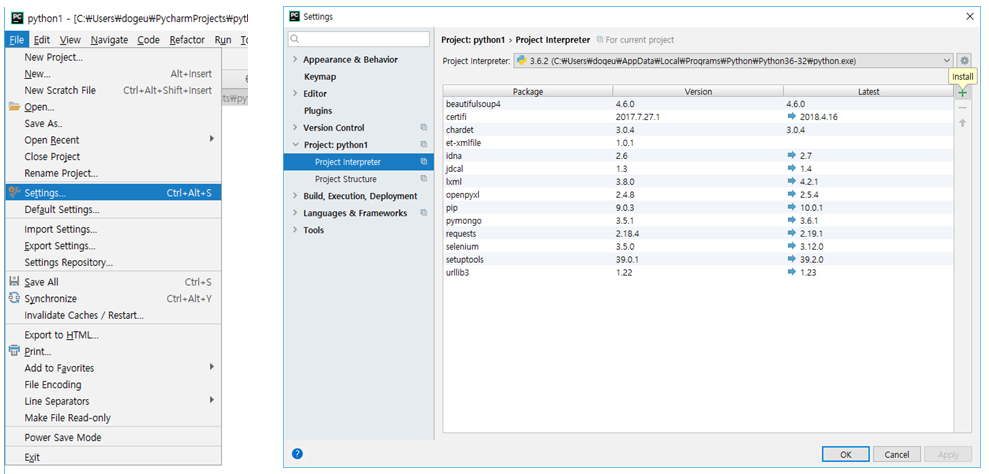 python1 - [C:₩Users₩dogeu₩PycharmProjects₩pyth
File Edit View Navigate Code Refactor Run To
New Project...
New... Alt+Insert
New Scratch File Ctrl+Alt+Shift+Insert
Open...
Save As..
Open Recent
Close Project
Rename Project...
Settings... Ctrl+Alt+S
Default Settings...
Import Settings...
Export Settings...
Settings Repository...
Save All Ctrl+S
Synchronize Ctrl+Alt+Y
Invalidate Caches / Restart...
Export to HTML...
Print...
Add to Favorites
File Encoding
Line Separators
Make File Read-only
Power Save Mode
Exit
ts₩py
Settings
Appearance & Behavior
Keymap
Editor
Plugins
Version Control
Project: python1
Project Interpreter
Project Structure
Build, Execution, Deployment
Languages & Frameworks
Tools
Project: python1 › Project Interpreter For current project
Project Interpreter: 3.6.2 (C:₩Users₩dogeu₩AppData₩Local₩Programs₩Python₩Python36-32₩python.exe)
Install
Package Version Latest
beautifulsoup4 4.6.0 4.6.0
certifi 2017.7.27.1 2018.4.16
chardet 3.0.4 3.0.4
et-xmlfile 1.0.1
idna 2.6 2.7
jdcal 1.3 1.4
lxml 3.8.0 4.2.1
openpyxl 2.4.8 2.5.4
pip 9.0.3 10.0.1
pymongo 3.5.1 3.6.1
requests 2.18.4 2.19.1
selenium 3.5.0 3.12.0
setuptools 39.0.1 39.2.0
urllib3 1.22 1.23
OK Cancel Apply